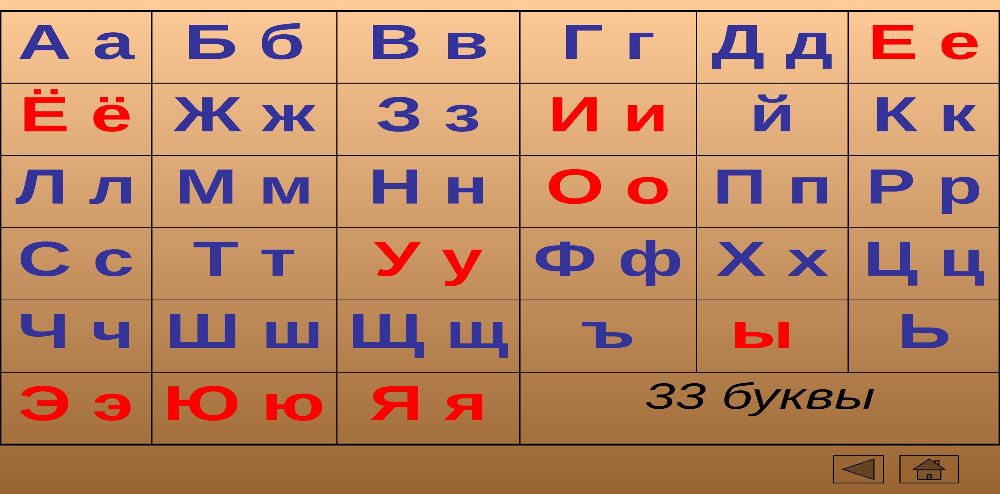 А а Б б В в Г г Д д Е е
Ё ё Ж ж З з И и й К к
Л л М м Н н О о П п Р р
С с Т т У у Ф ф Х х Ц ц
Ч ч Ш ш Щ щ ъ ы Ь
Э э Ю ю Я я 33 буквы